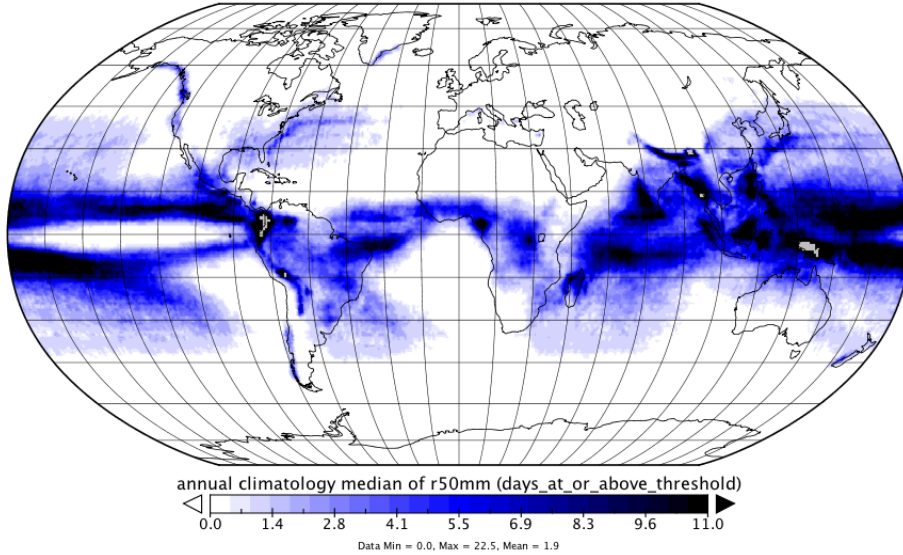 annual climatology median of r50mm (days_at_or_above_threshold)
0.0 1.4 2.8 4.1 5.5 6.9 8.3 9.6 11.0
Data Min = 0.0, Max = 22.5, Mean = 1.9